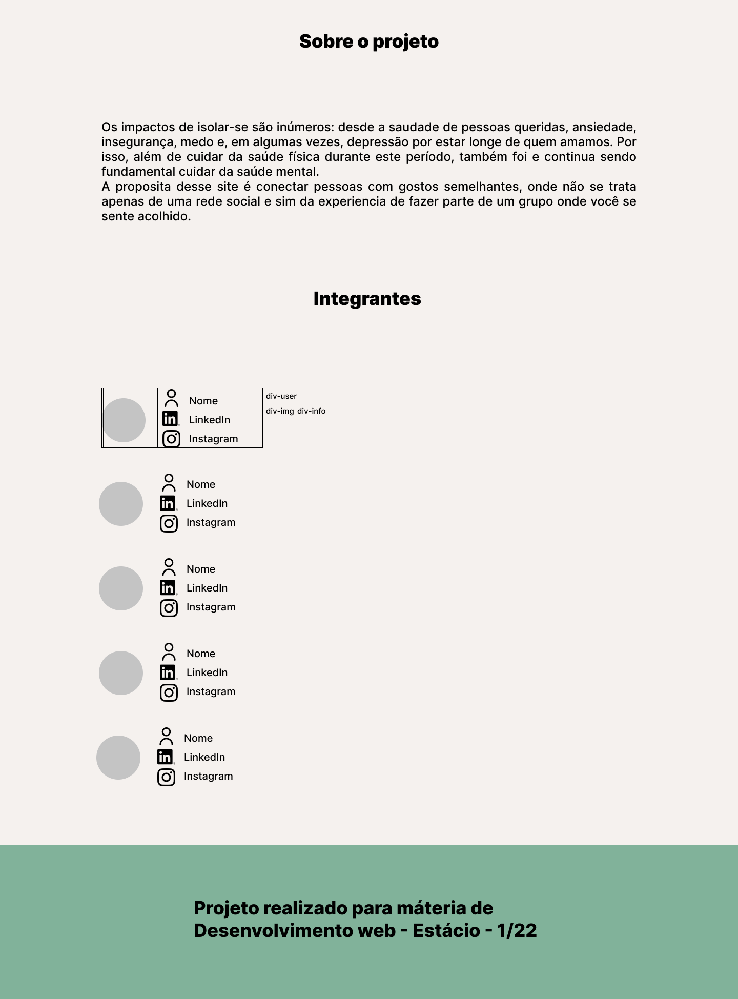 Sobre o projeto
Os impactos de isolar-se são inúmeros: desde a saudade de pessoas queridas, ansiedade,
insegurança, medo e, em algumas vezes, depressão por estar longe de quem amamos. Por
isso, além de cuidar da saúde física durante este período, também foi e continua sendo
fundamental cuidar da saúde mental.
A proposita desse site é conectar pessoas com gostos semelhantes, onde não se trata
apenas de uma rede social e sim da experiencia de fazer parte de um grupo onde você se
sente acolhido.
Integrantes
div-user
div-img div-info
Nome
in LinkedIn
Instagram
Nome
in LinkedIn
Instagram
Nome
in LinkedIn
Instagram
Nome
in LinkedIn
Instagram
Nome
in LinkedIn
Instagram
Projeto realizado para máteria de
Desenvolvimento web - Estácio - 1/22